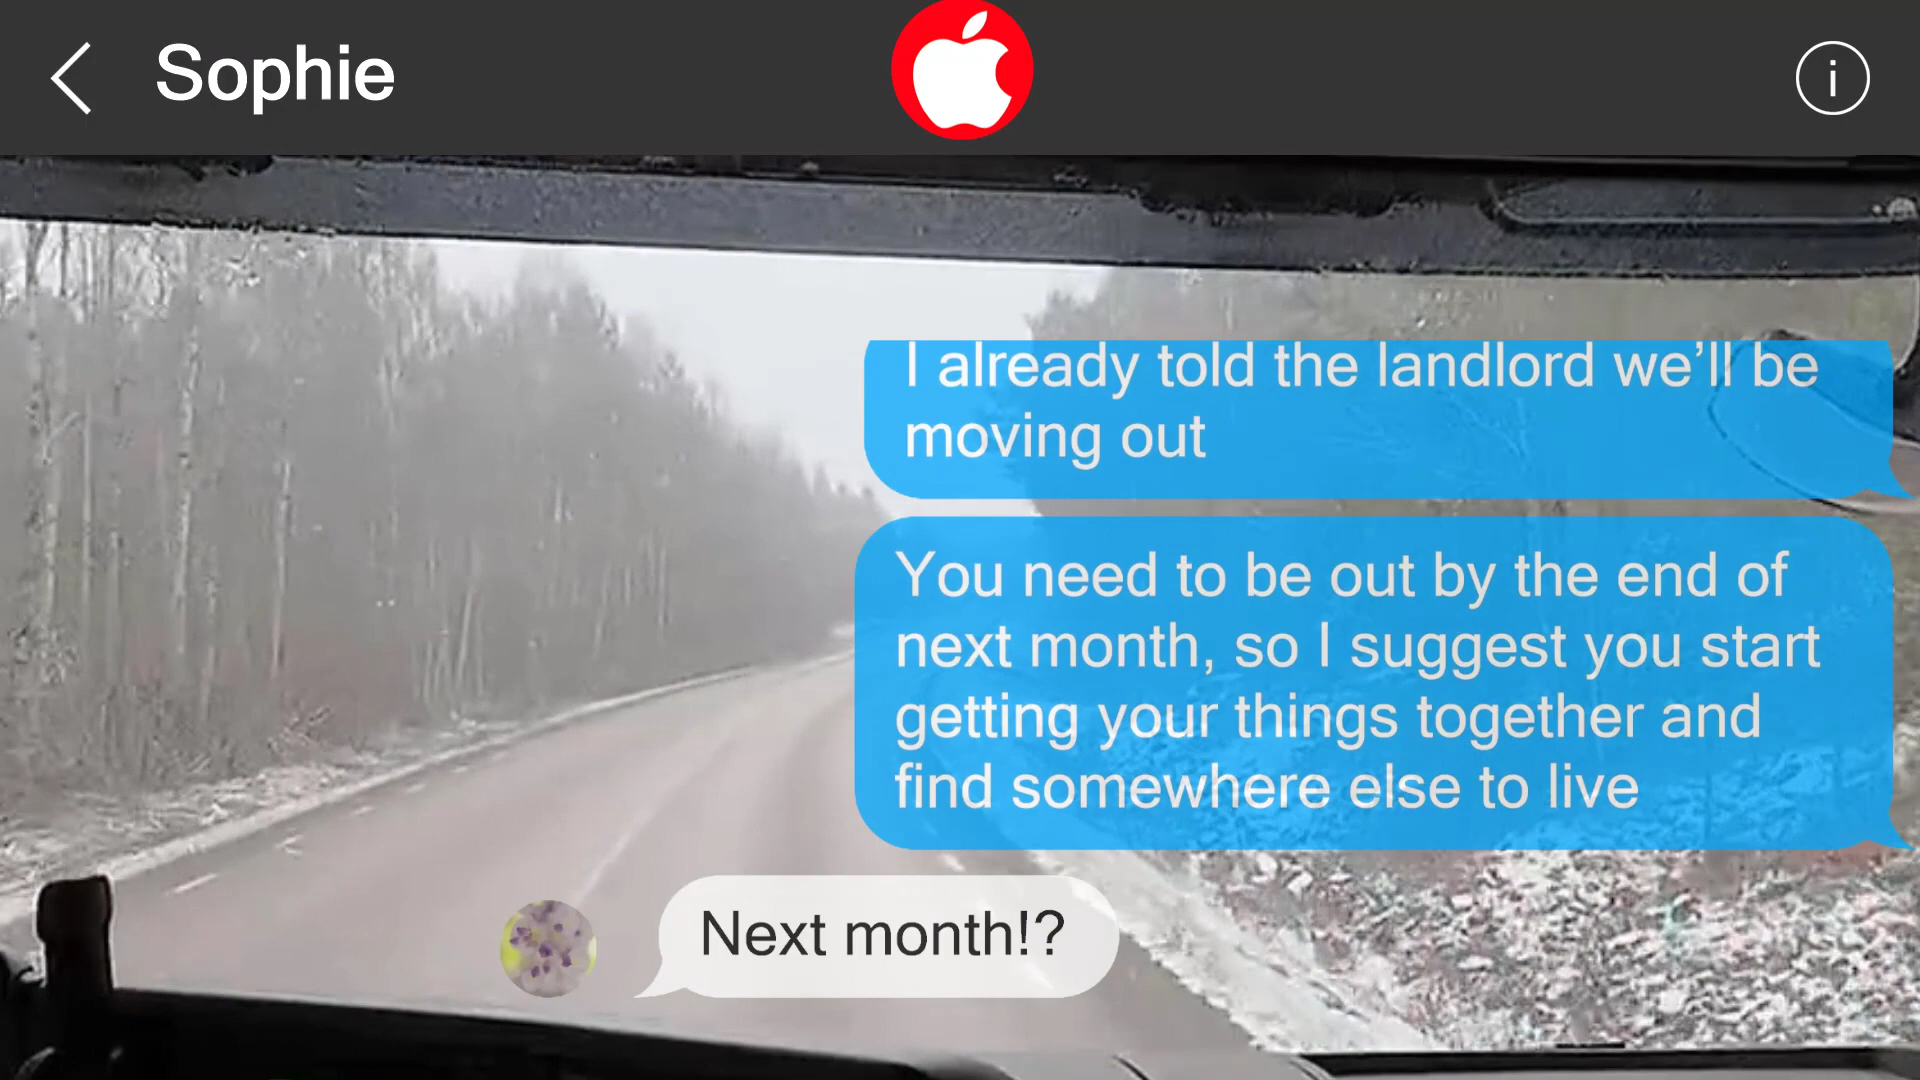 Sophie
I already told the landlord we’ll be
moving out
You need to be out by the end of
next month, so I suggest you start
getting your things together and
find somewhere else to live
Next month!?